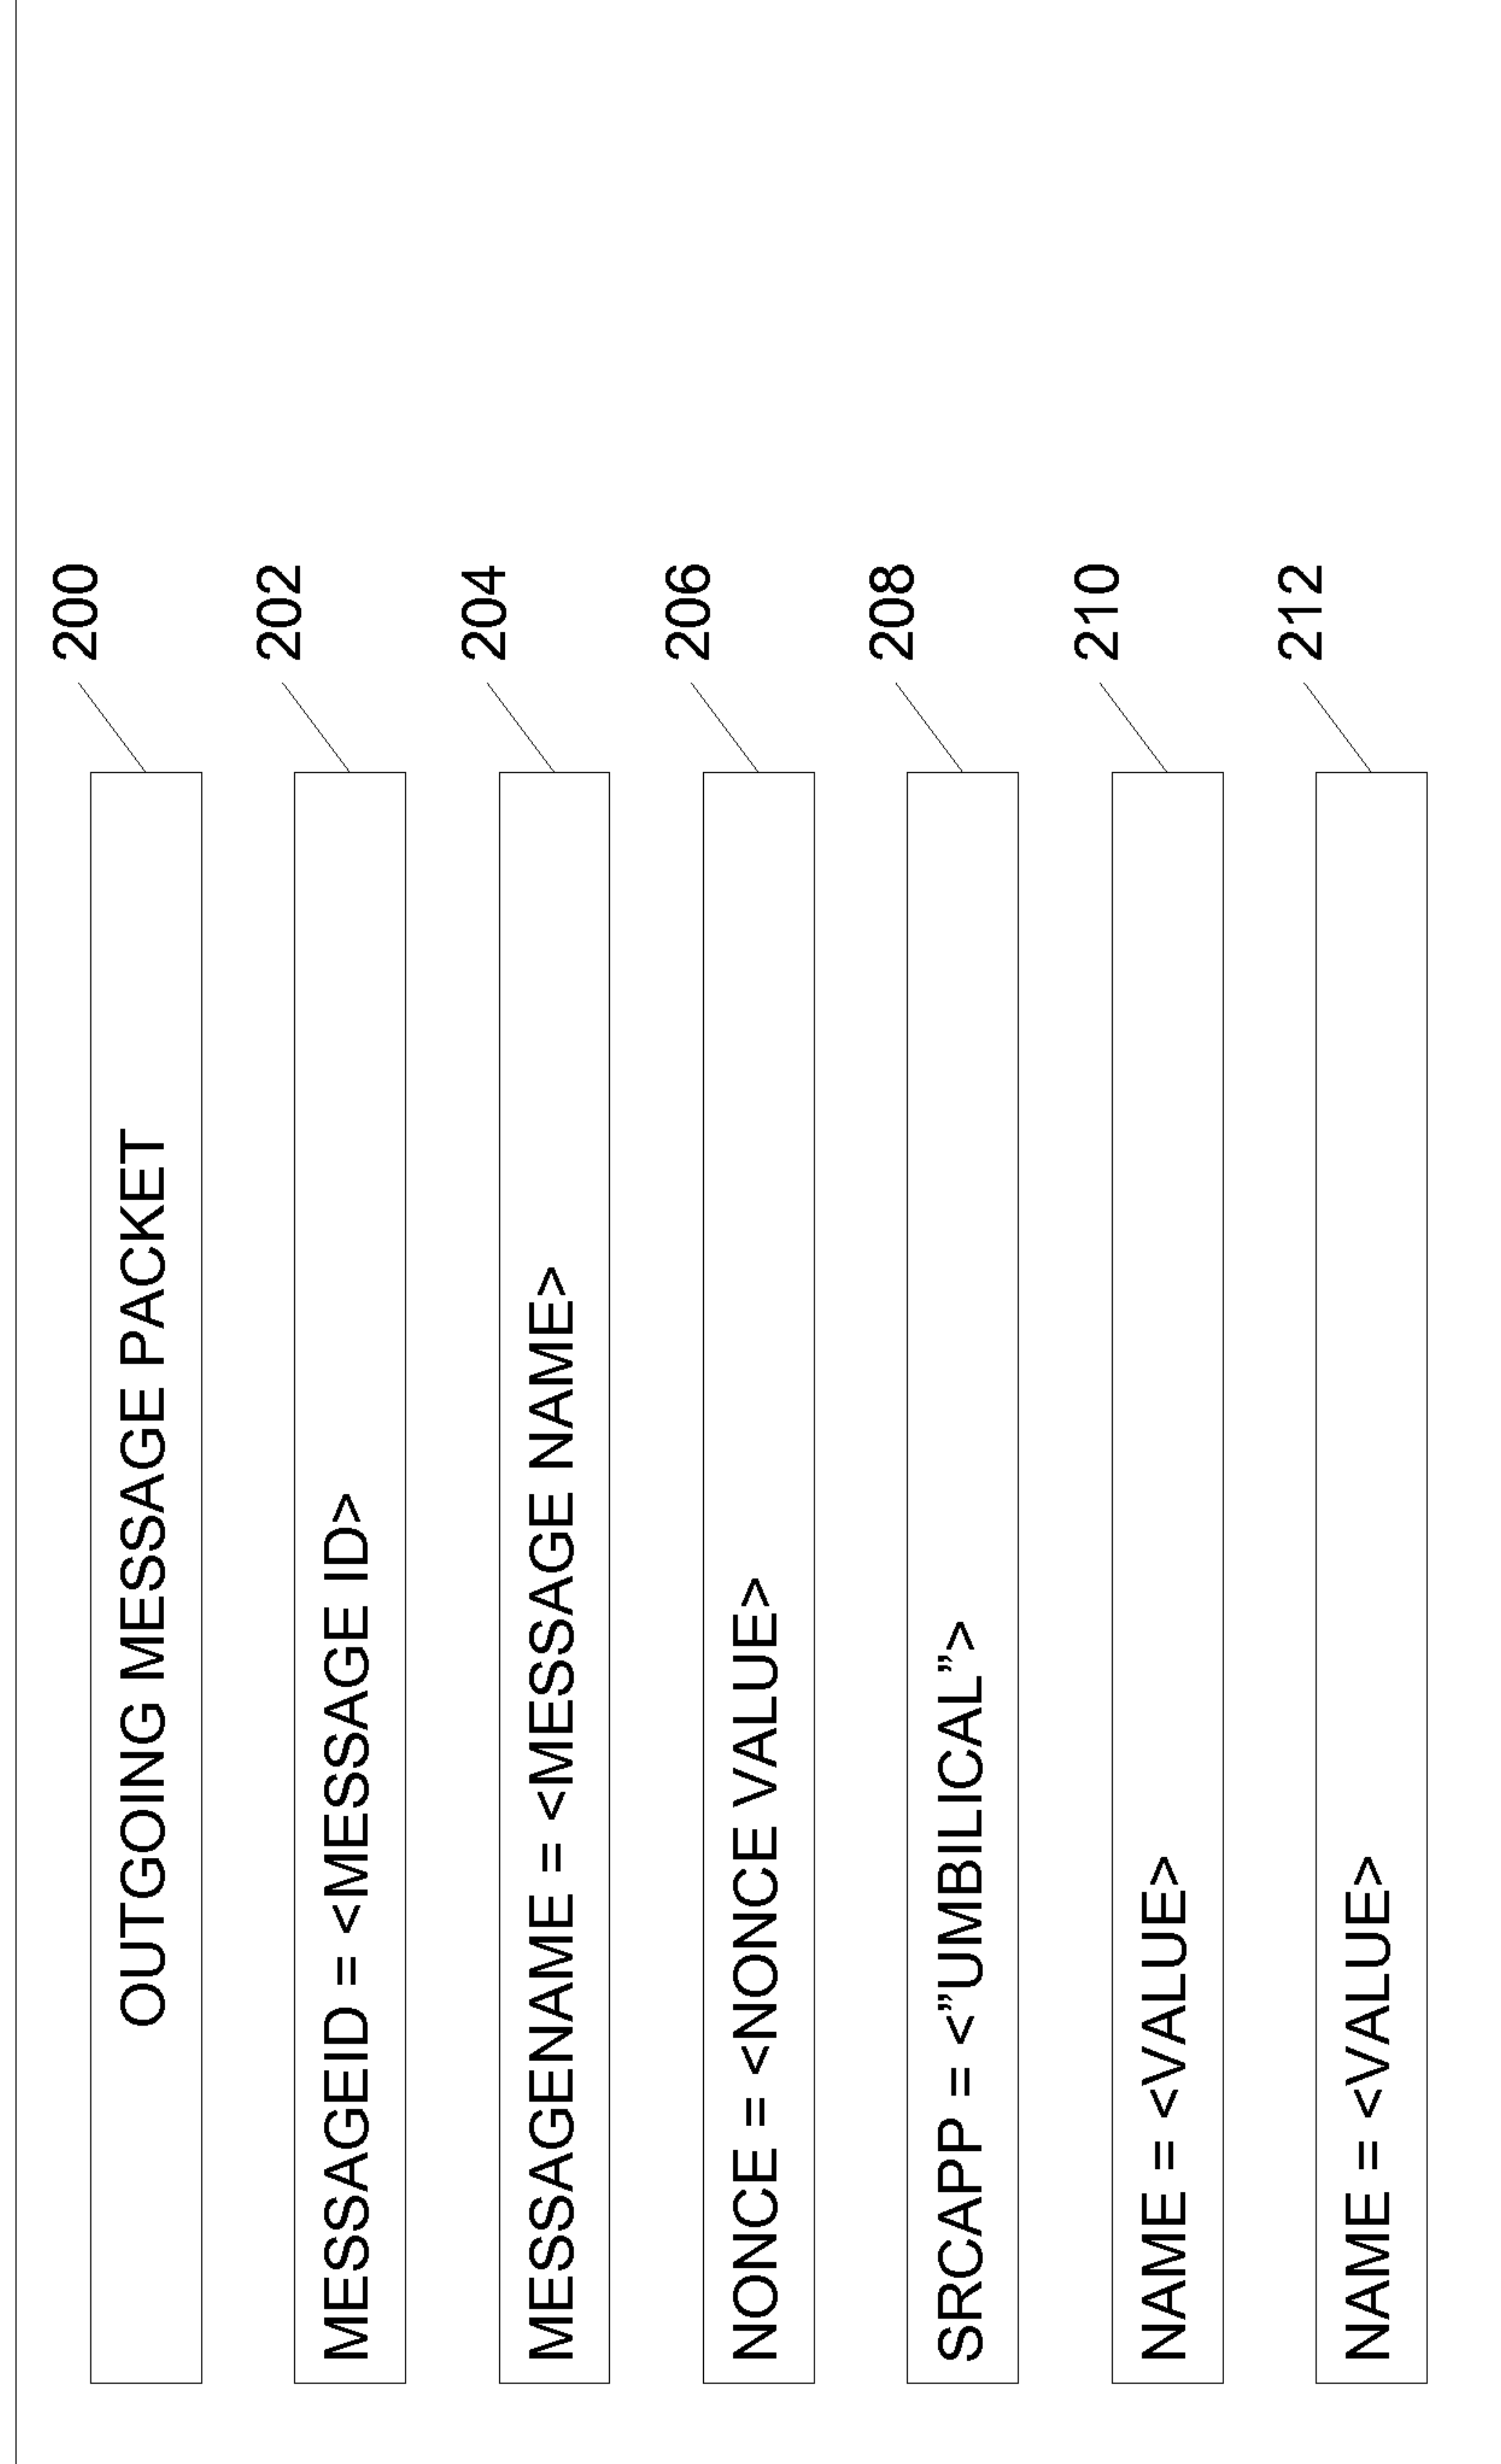 OUTGOING MESSAGE PACKET 200
MESSAGEID = <MESSAGE ID> 202
MESSAGENAME = <MESSAGE NAME> 204
NONCE = <NONCE VALUE> 206
SRCAPP = <”UMBILICAL”> 208
NAME = <VALUE> 210
NAME = <VALUE> 212